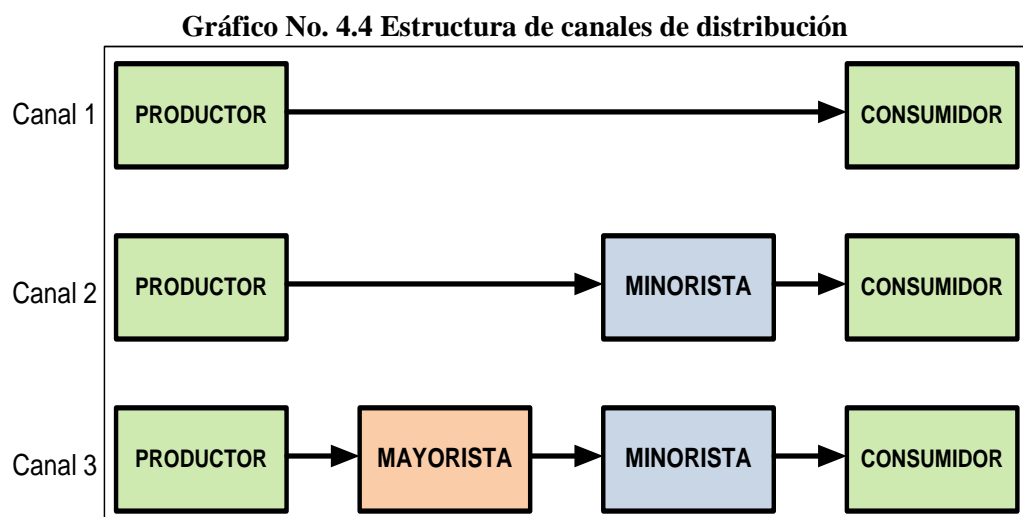 Gráfico No. 4.4 Estructura de canales de distribución
Canal 1 PRODUCTOR CONSUMIDOR
Canal 2 PRODUCTOR MINORISTA CONSUMIDOR
Canal 3 PRODUCTOR MAYORISTA MINORISTA CONSUMIDOR